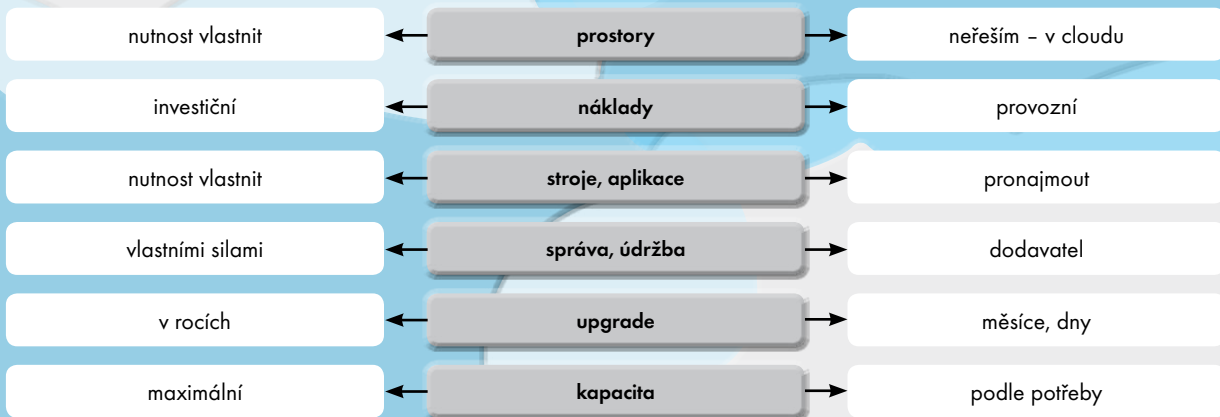 nutnost vlastnit prostory neřeším – v cloudu
investiční náklady provozní
nutnost vlastnit stroje, aplikace pronajmout
vlastními silami správa, údržba dodavatel
v rocích upgrade měsíce, dny
maximální kapacita podle potřeby